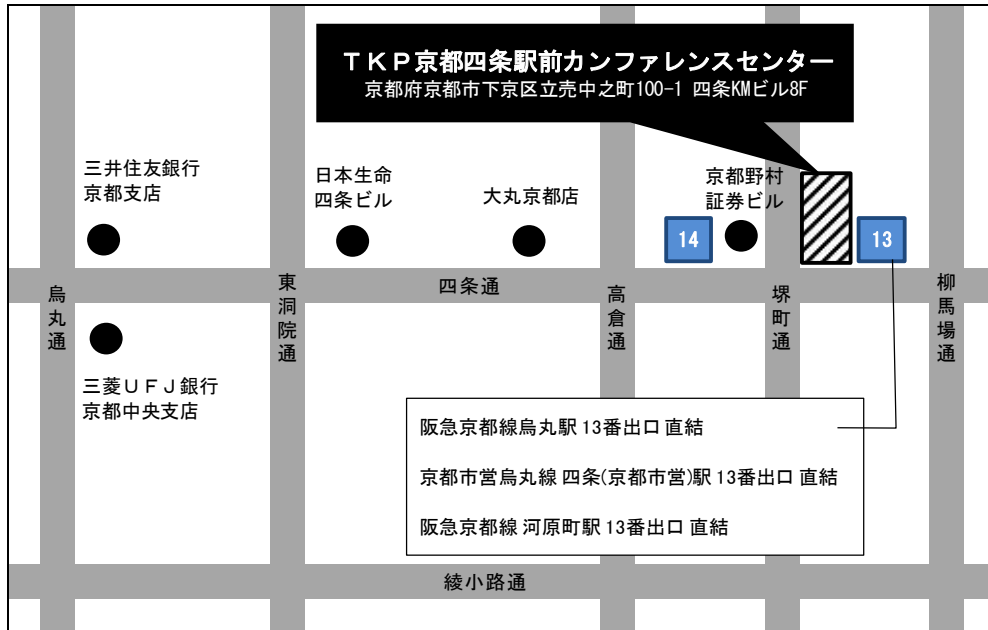 ＴＫＰ京都四条駅前カンファレンスセンター
京都府京都市下京区立売中之町100-1 四条KMビル8F
三井住友銀行
京都支店
日本生命
四条ビル
大丸京都店
京都野村
証券ビル
14
13
烏丸通
東洞院通
四条通
高倉通
堺町通
柳馬場通
三菱ＵＦＪ銀行
京都中央支店
阪急京都線烏丸駅 13番出口 直結
京都市営烏丸線 四条(京都市営)駅 13番出口 直結
阪急京都線 河原町駅 13番出口 直結
綾小路通